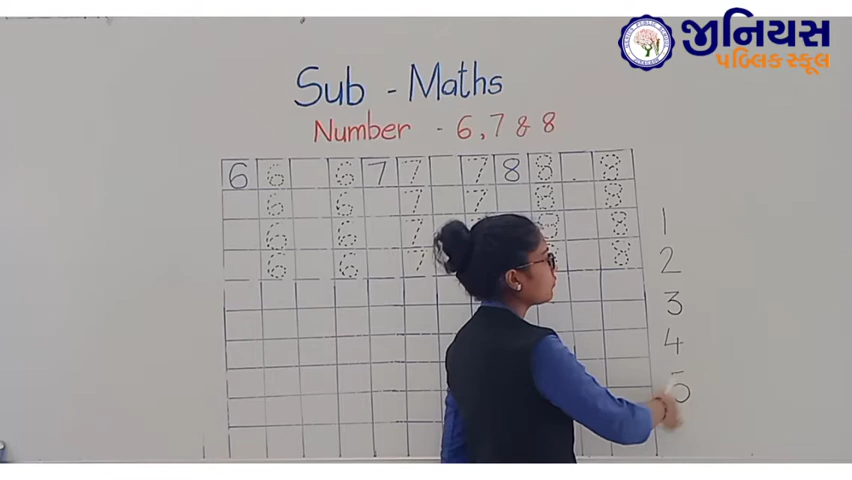 જીનિયસ
પબ્લિક સ્કૂલ
Sub - Maths
Number - 6, 7 & 8
6 6 6 7 7 7 8 8 . 8
6 6 7 7 8 8
6 6 7 8 8
6 6 7 8
1
2
3
4
5